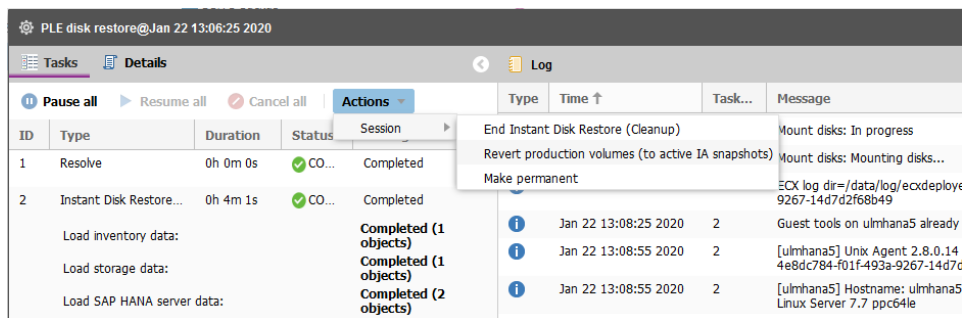 PLE disk restore@Jan 22 13:06:25 2020
Tasks Details Log
Pause all Resume all Cancel all Actions
Type Time Task... Message
Session
End Instant Disk Restore (Cleanup)
Revert production volumes (to active IA snapshots)
Make permanent
Mount disks: In progress
Mount disks: Mounting disks...
ECX log dir=/data/log/ecxdeploye
9267-14d7d2f68b49
ID Type Duration Status
1 Resolve 0h 0m 0s CO... Completed
2 Instant Disk Restore... 0h 4m 1s CO... Completed
Load inventory data: Completed (1
objects)
Load storage data: Completed (1
objects)
Load SAP HANA server data: Completed (2
objects)
Jan 22 13:08:25 2020 2 Guest tools on ulmhana5 already
Jan 22 13:08:55 2020 2 [ulmhana5] Unix Agent 2.8.0.14
4e8dc784-f01f-493a-9267-14d7d
Jan 22 13:08:55 2020 2 [ulmhana5] Hostname: ulmhana5
Linux Server 7.7 ppc64le